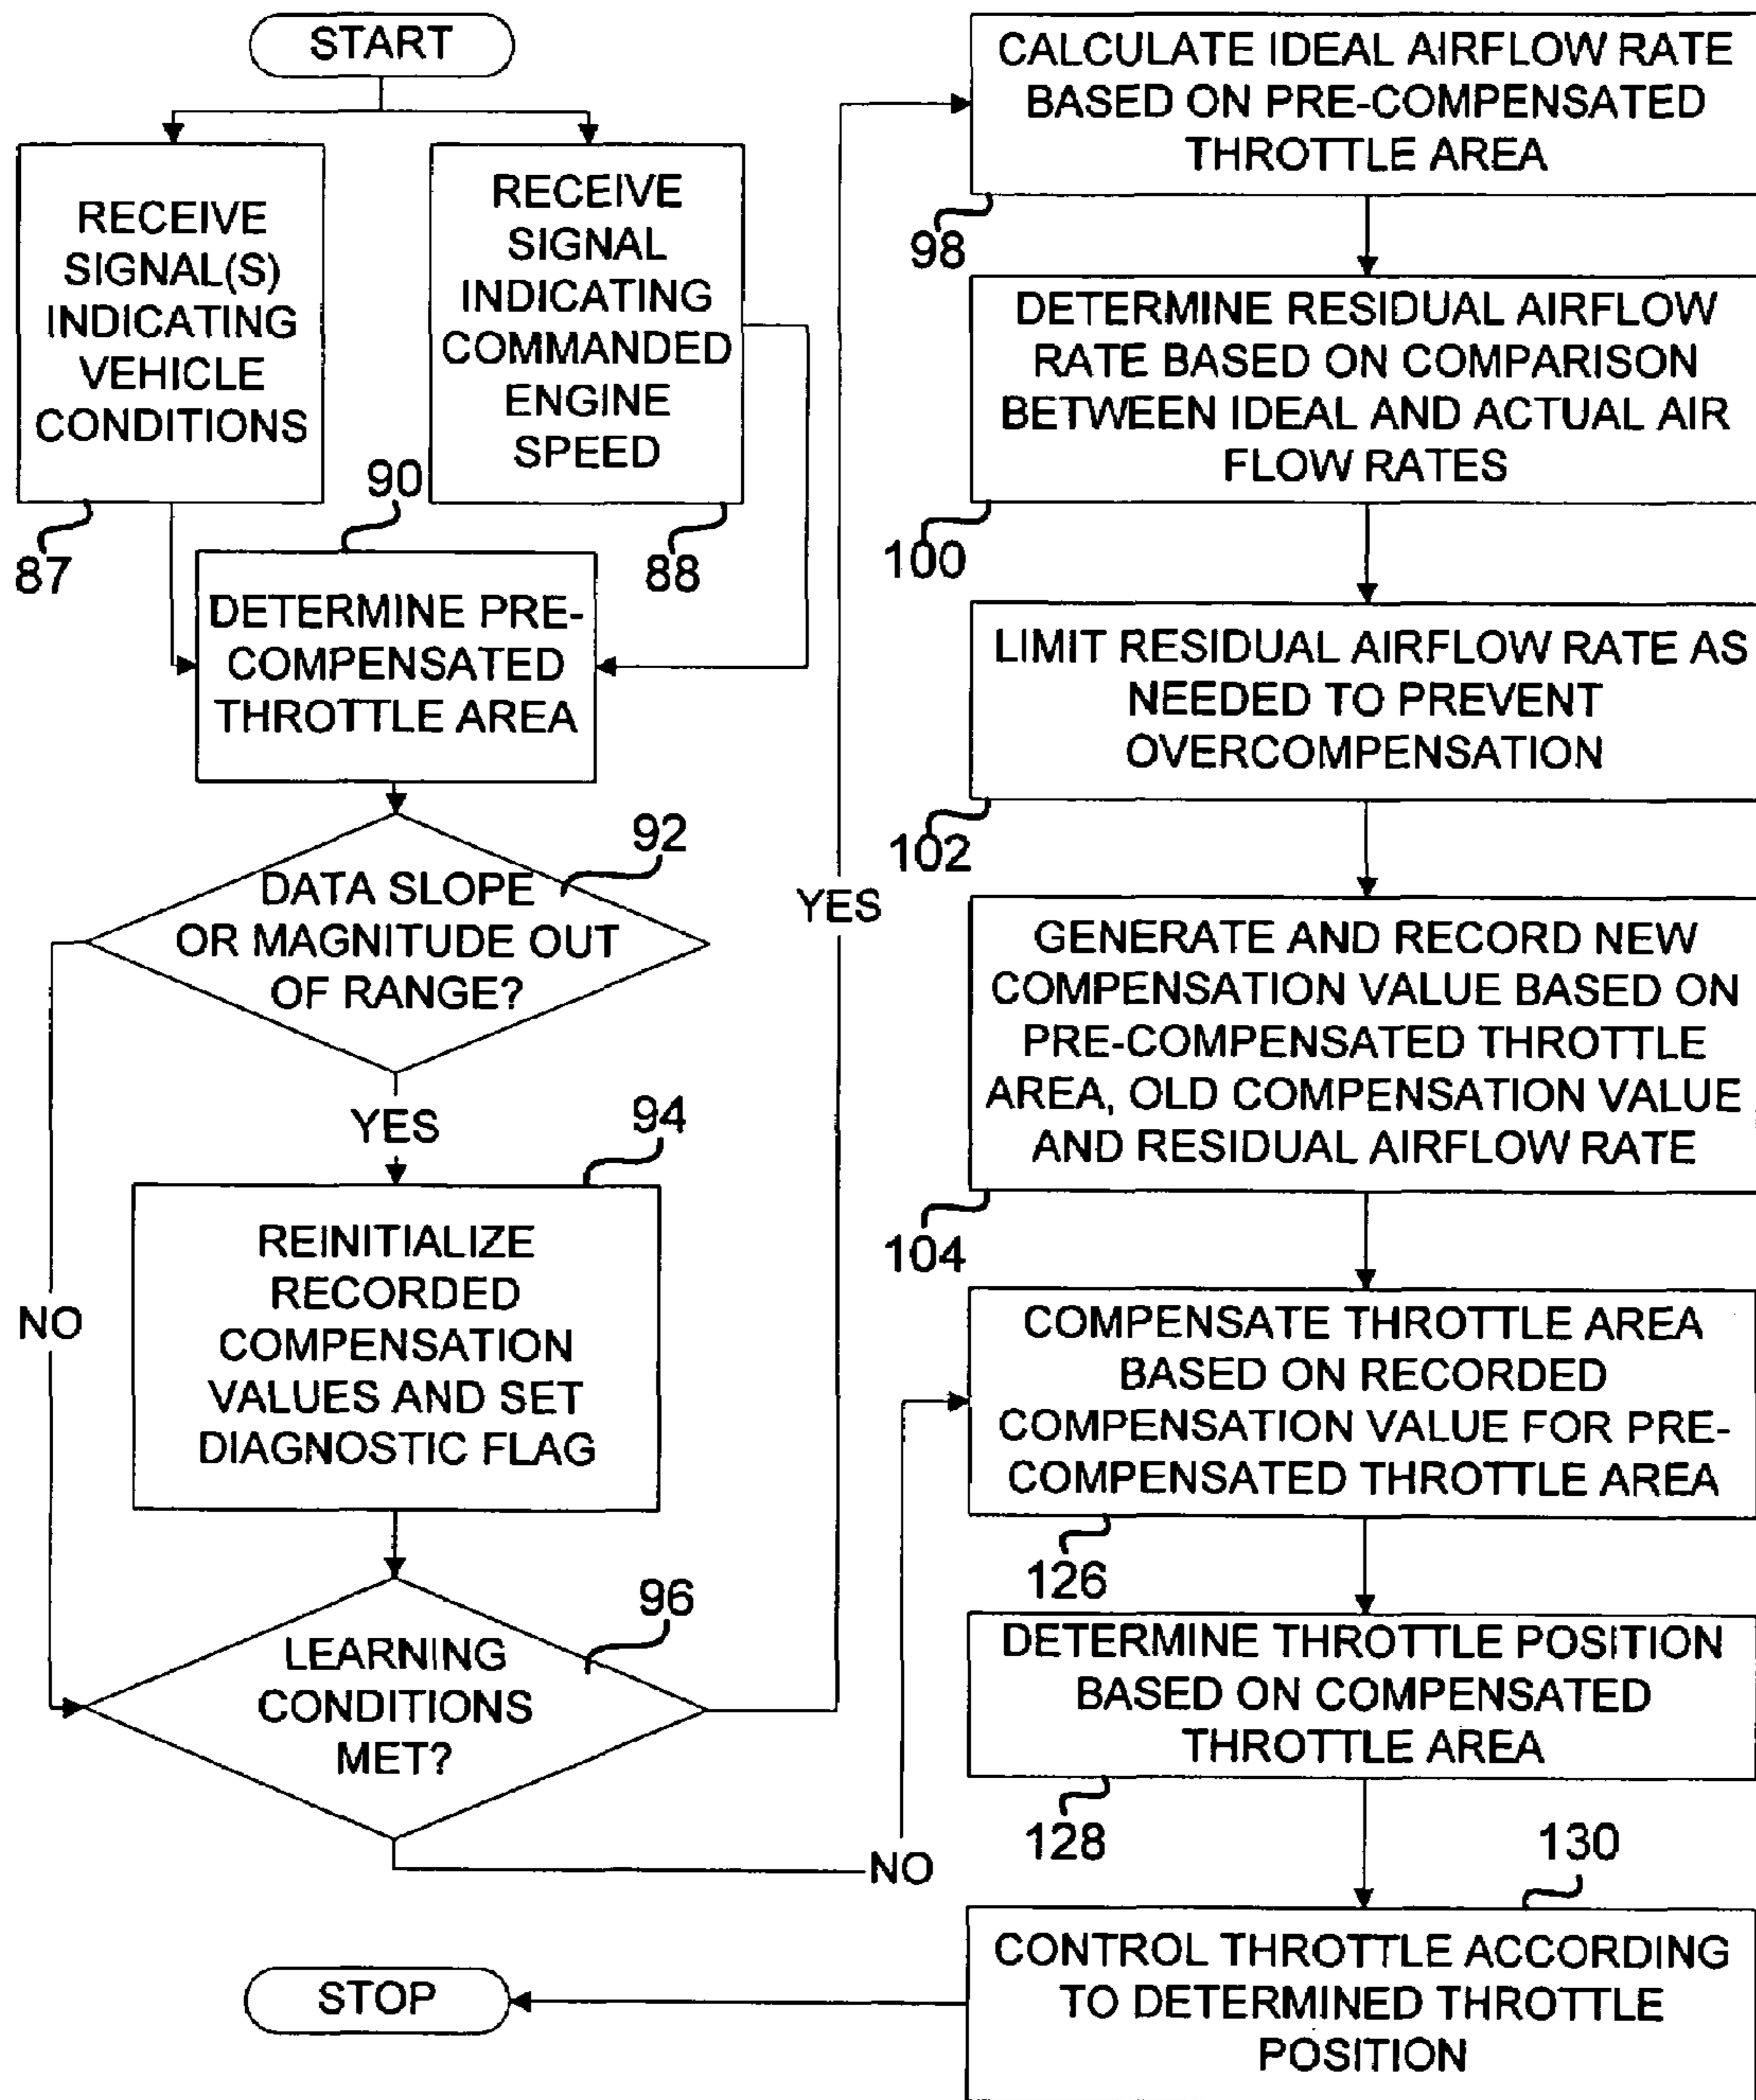 START
RECEIVE
SIGNAL(S)
INDICATING
VEHICLE
CONDITIONS
87
RECEIVE
SIGNAL
INDICATING
COMMANDED
ENGINE
SPEED
88
90
DETERMINE PRE-
COMPENSATED
THROTTLE AREA
92
DATA SLOPE
OR MAGNITUDE OUT
OF RANGE?
YES
NO
94
REINITIALIZE
RECORDED
COMPENSATION
VALUES AND SET
DIAGNOSTIC FLAG
96
LEARNING
CONDITIONS
MET?
YES
NO
CALCULATE IDEAL AIRFLOW RATE
BASED ON PRE-COMPENSATED
THROTTLE AREA
98
DETERMINE RESIDUAL AIRFLOW
RATE BASED ON COMPARISON
BETWEEN IDEAL AND ACTUAL AIR
FLOW RATES
100
LIMIT RESIDUAL AIRFLOW RATE AS
NEEDED TO PREVENT
OVERCOMPENSATION
102
GENERATE AND RECORD NEW
COMPENSATION VALUE BASED ON
PRE-COMPENSATED THROTTLE
AREA, OLD COMPENSATION VALUE
AND RESIDUAL AIRFLOW RATE
104
COMPENSATE THROTTLE AREA
BASED ON RECORDED
COMPENSATION VALUE FOR PRE-
COMPENSATED THROTTLE AREA
126
DETERMINE THROTTLE POSITION
BASED ON COMPENSATED
THROTTLE AREA
128
130
CONTROL THROTTLE ACCORDING
TO DETERMINED THROTTLE
POSITION
STOP